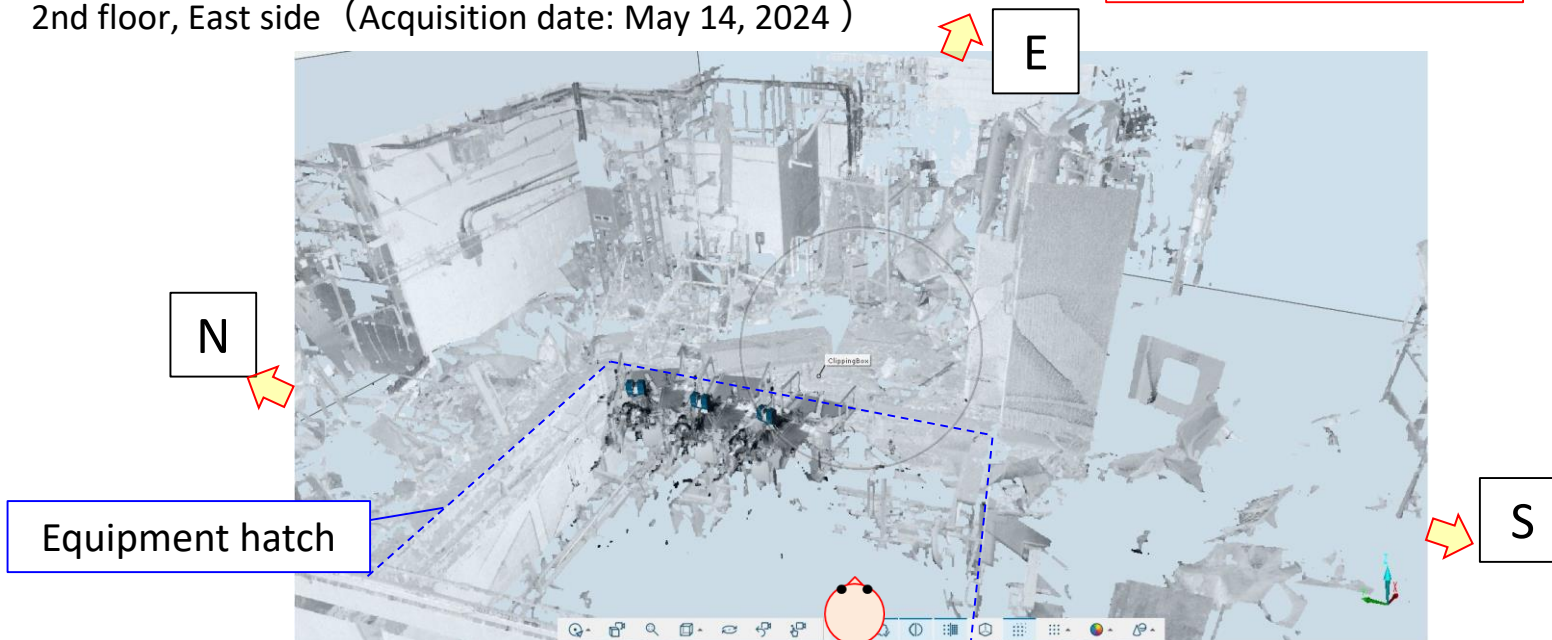 2nd floor, East side（Acquisition date: May 14, 2024 ）
E
N
ClippingBox
Equipment hatch
S